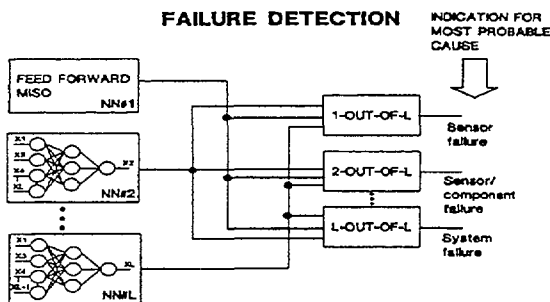 FAILURE DETECTION
INDICATION FOR
MOST PROBABLE
CAUSE
FEED FORWARD
MISO
NN#1
1-OUT-OF-L
Sensor
failure
X1
X3
X4
XL
X2
NN#2
2-OUT-OF-L
Sensor/
component
failure
L-OUT-OF-L
System
failure
X1
X3
X4
XL-1
XL
NN#L